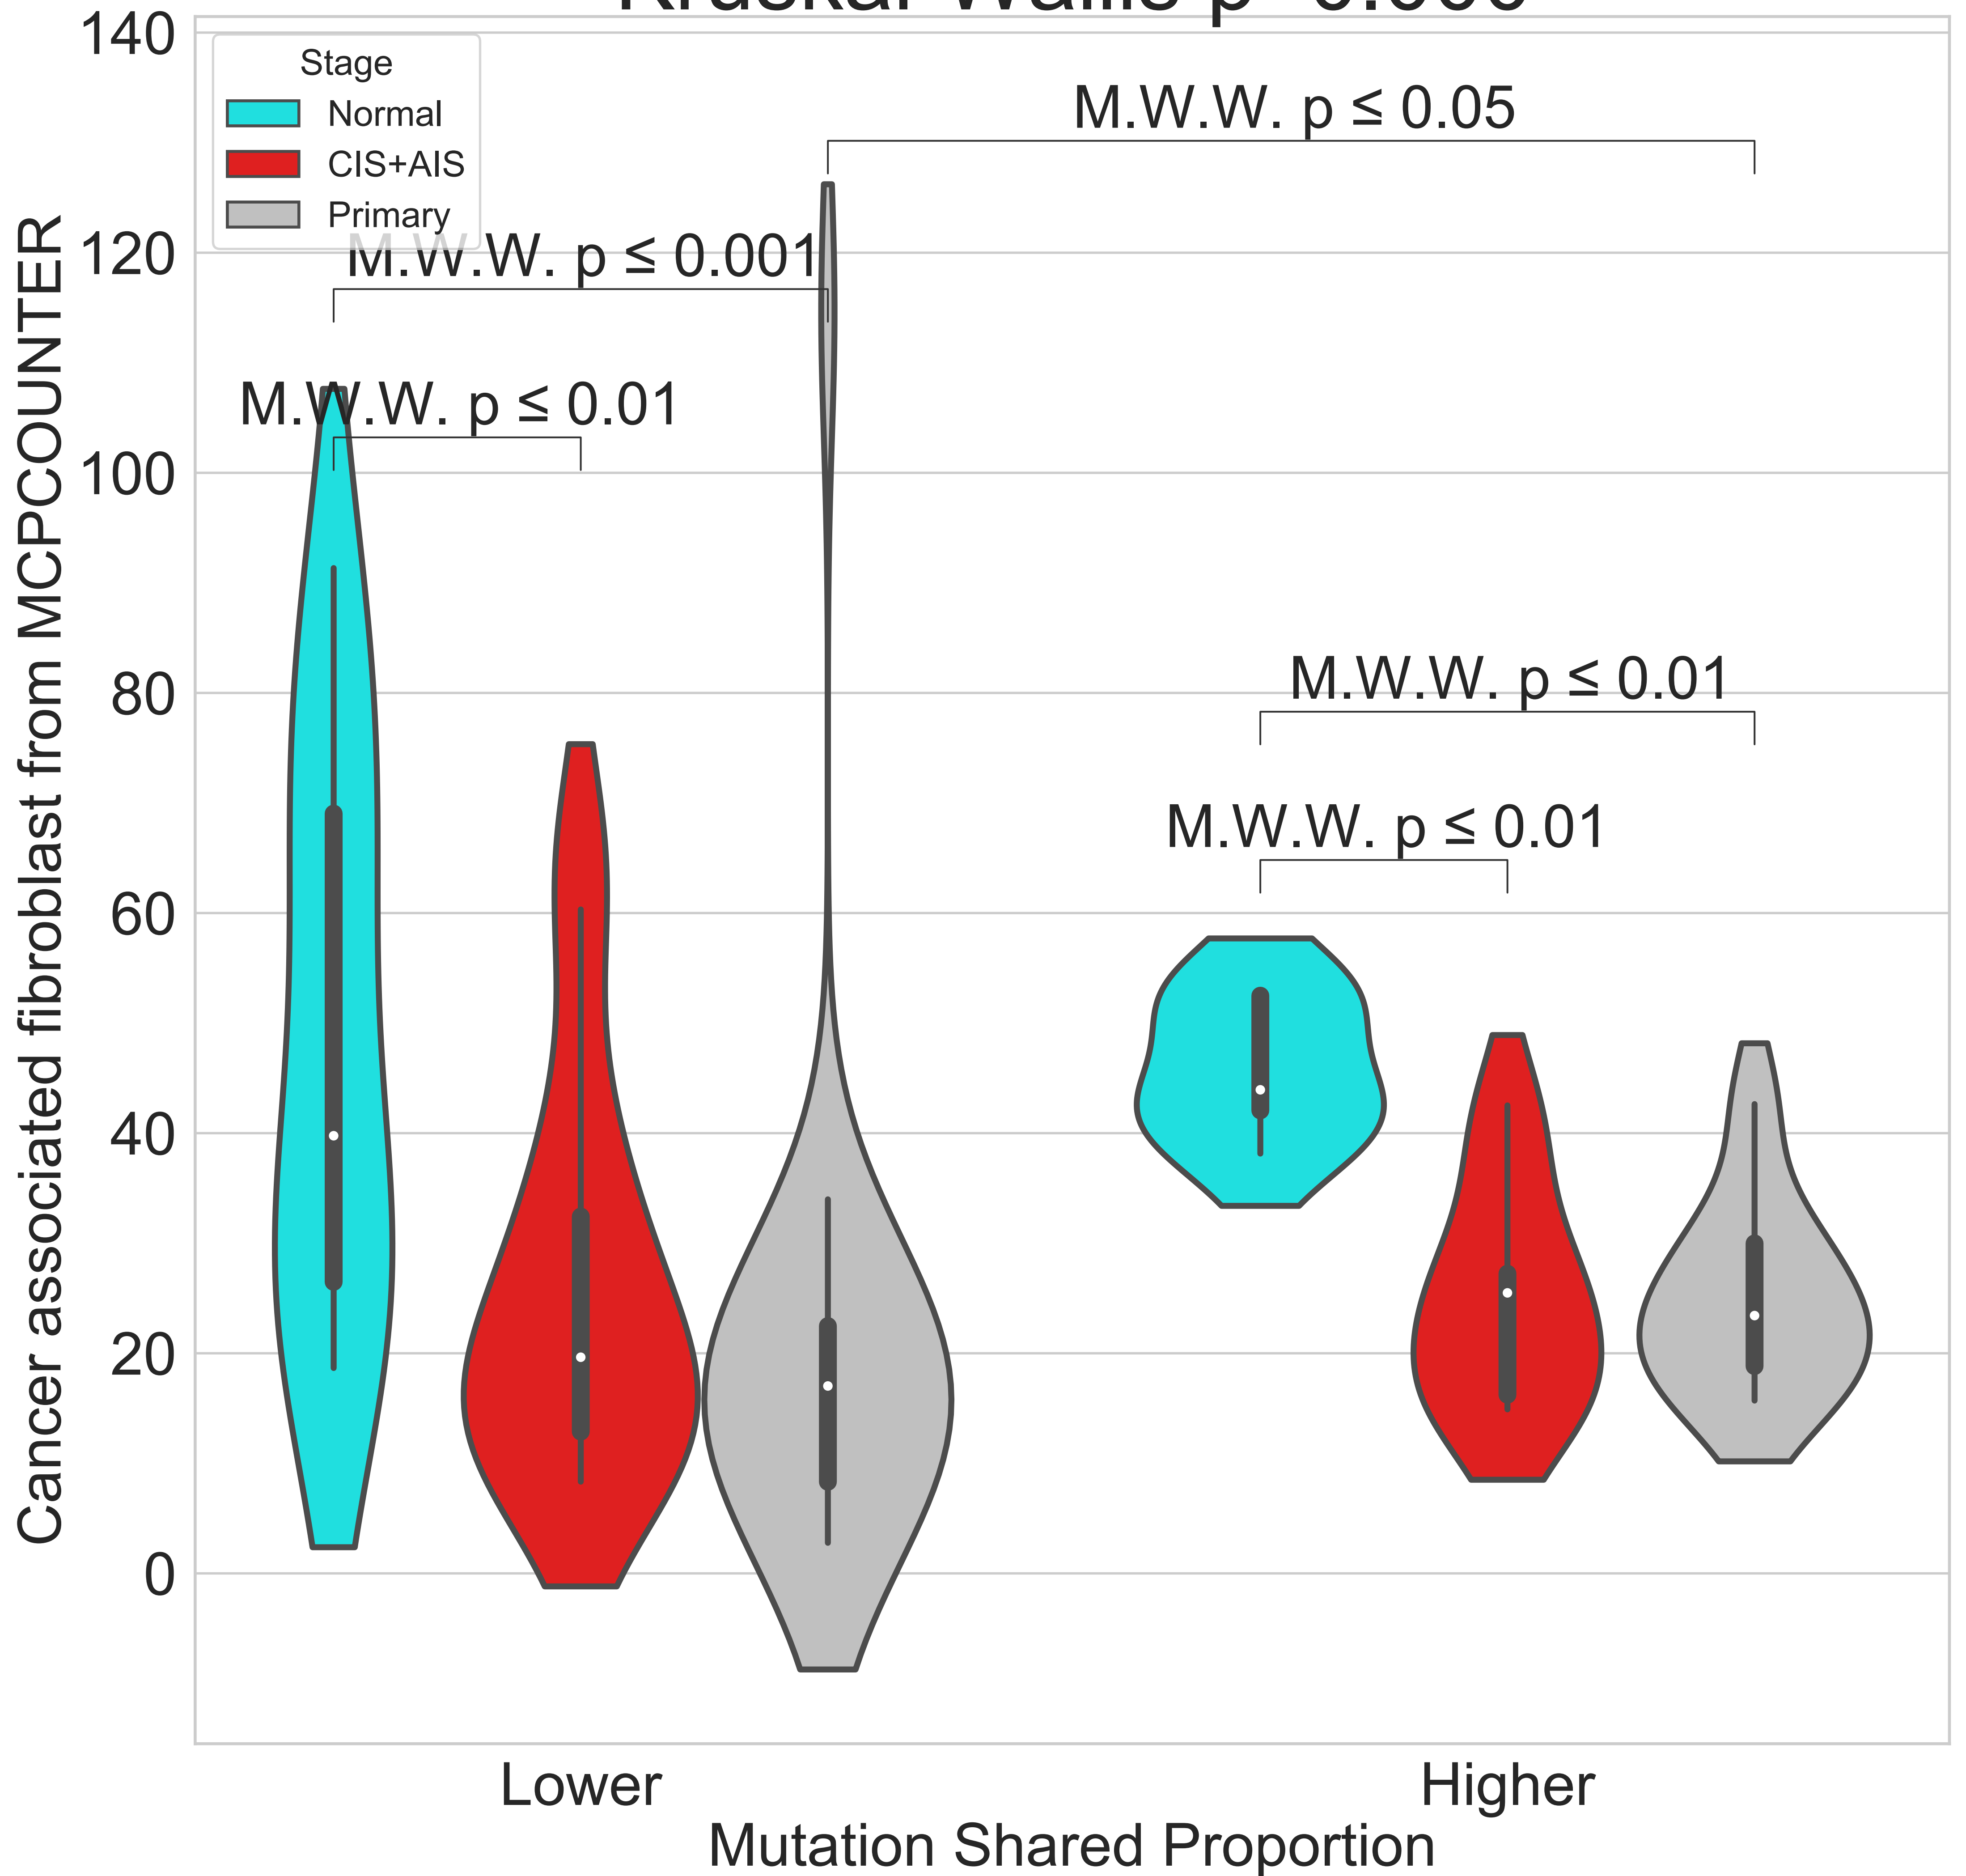 140
Stage
Normal
CIS+AIS
Primary
M.W.W. p ≤ 0.05
120
M.W.W. p ≤ 0.001
M.W.W. p ≤ 0.01
100
80
M.W.W. p ≤ 0.01
M.W.W. p ≤ 0.01
60
40
20
0
Cancer associated fibroblast from MCPCOUNTER
Lower
Higher
Mutation Shared Proportion